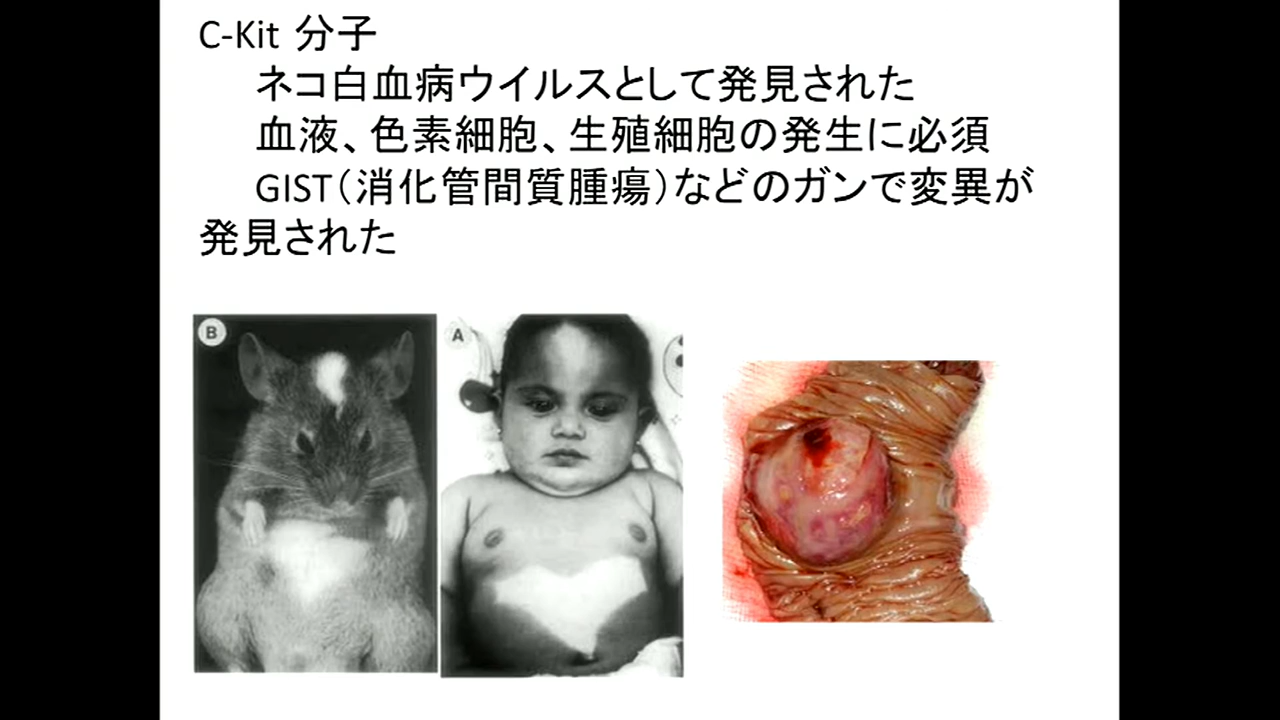 C-Kit 分子
ネコ白血病ウイルスとして発見された
血液、色素細胞、生殖細胞の発生に必須
GIST（消化管間質腫瘍）などのガンで変異が
発見された
B
A